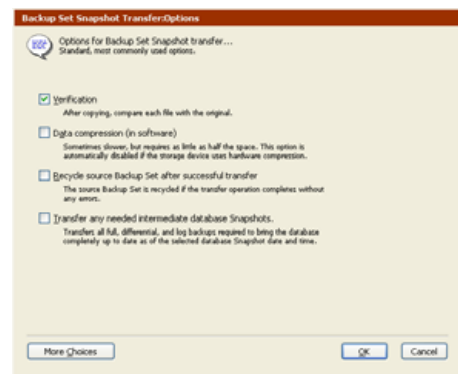 Backup Set Snapshot Transfer:Options
Options for Backup Set Snapshot transfer...
Standard, most commonly used options.
Verification
After copying, compare each file with the original.
Data compression (in software)
Sometimes slower, but requires as little as half the space. This option is
automatically disabled if the storage device uses hardware compression.
Recycle source Backup Set after successful transfer
The source Backup Set is recycled if the transfer operation completes without
any errors.
Transfer any needed intermediate database Snapshots.
Transfers all full, differential, and log backups required to bring the database
completely up to date as of the selected database Snapshot date and time.
More Choices
OK
Cancel